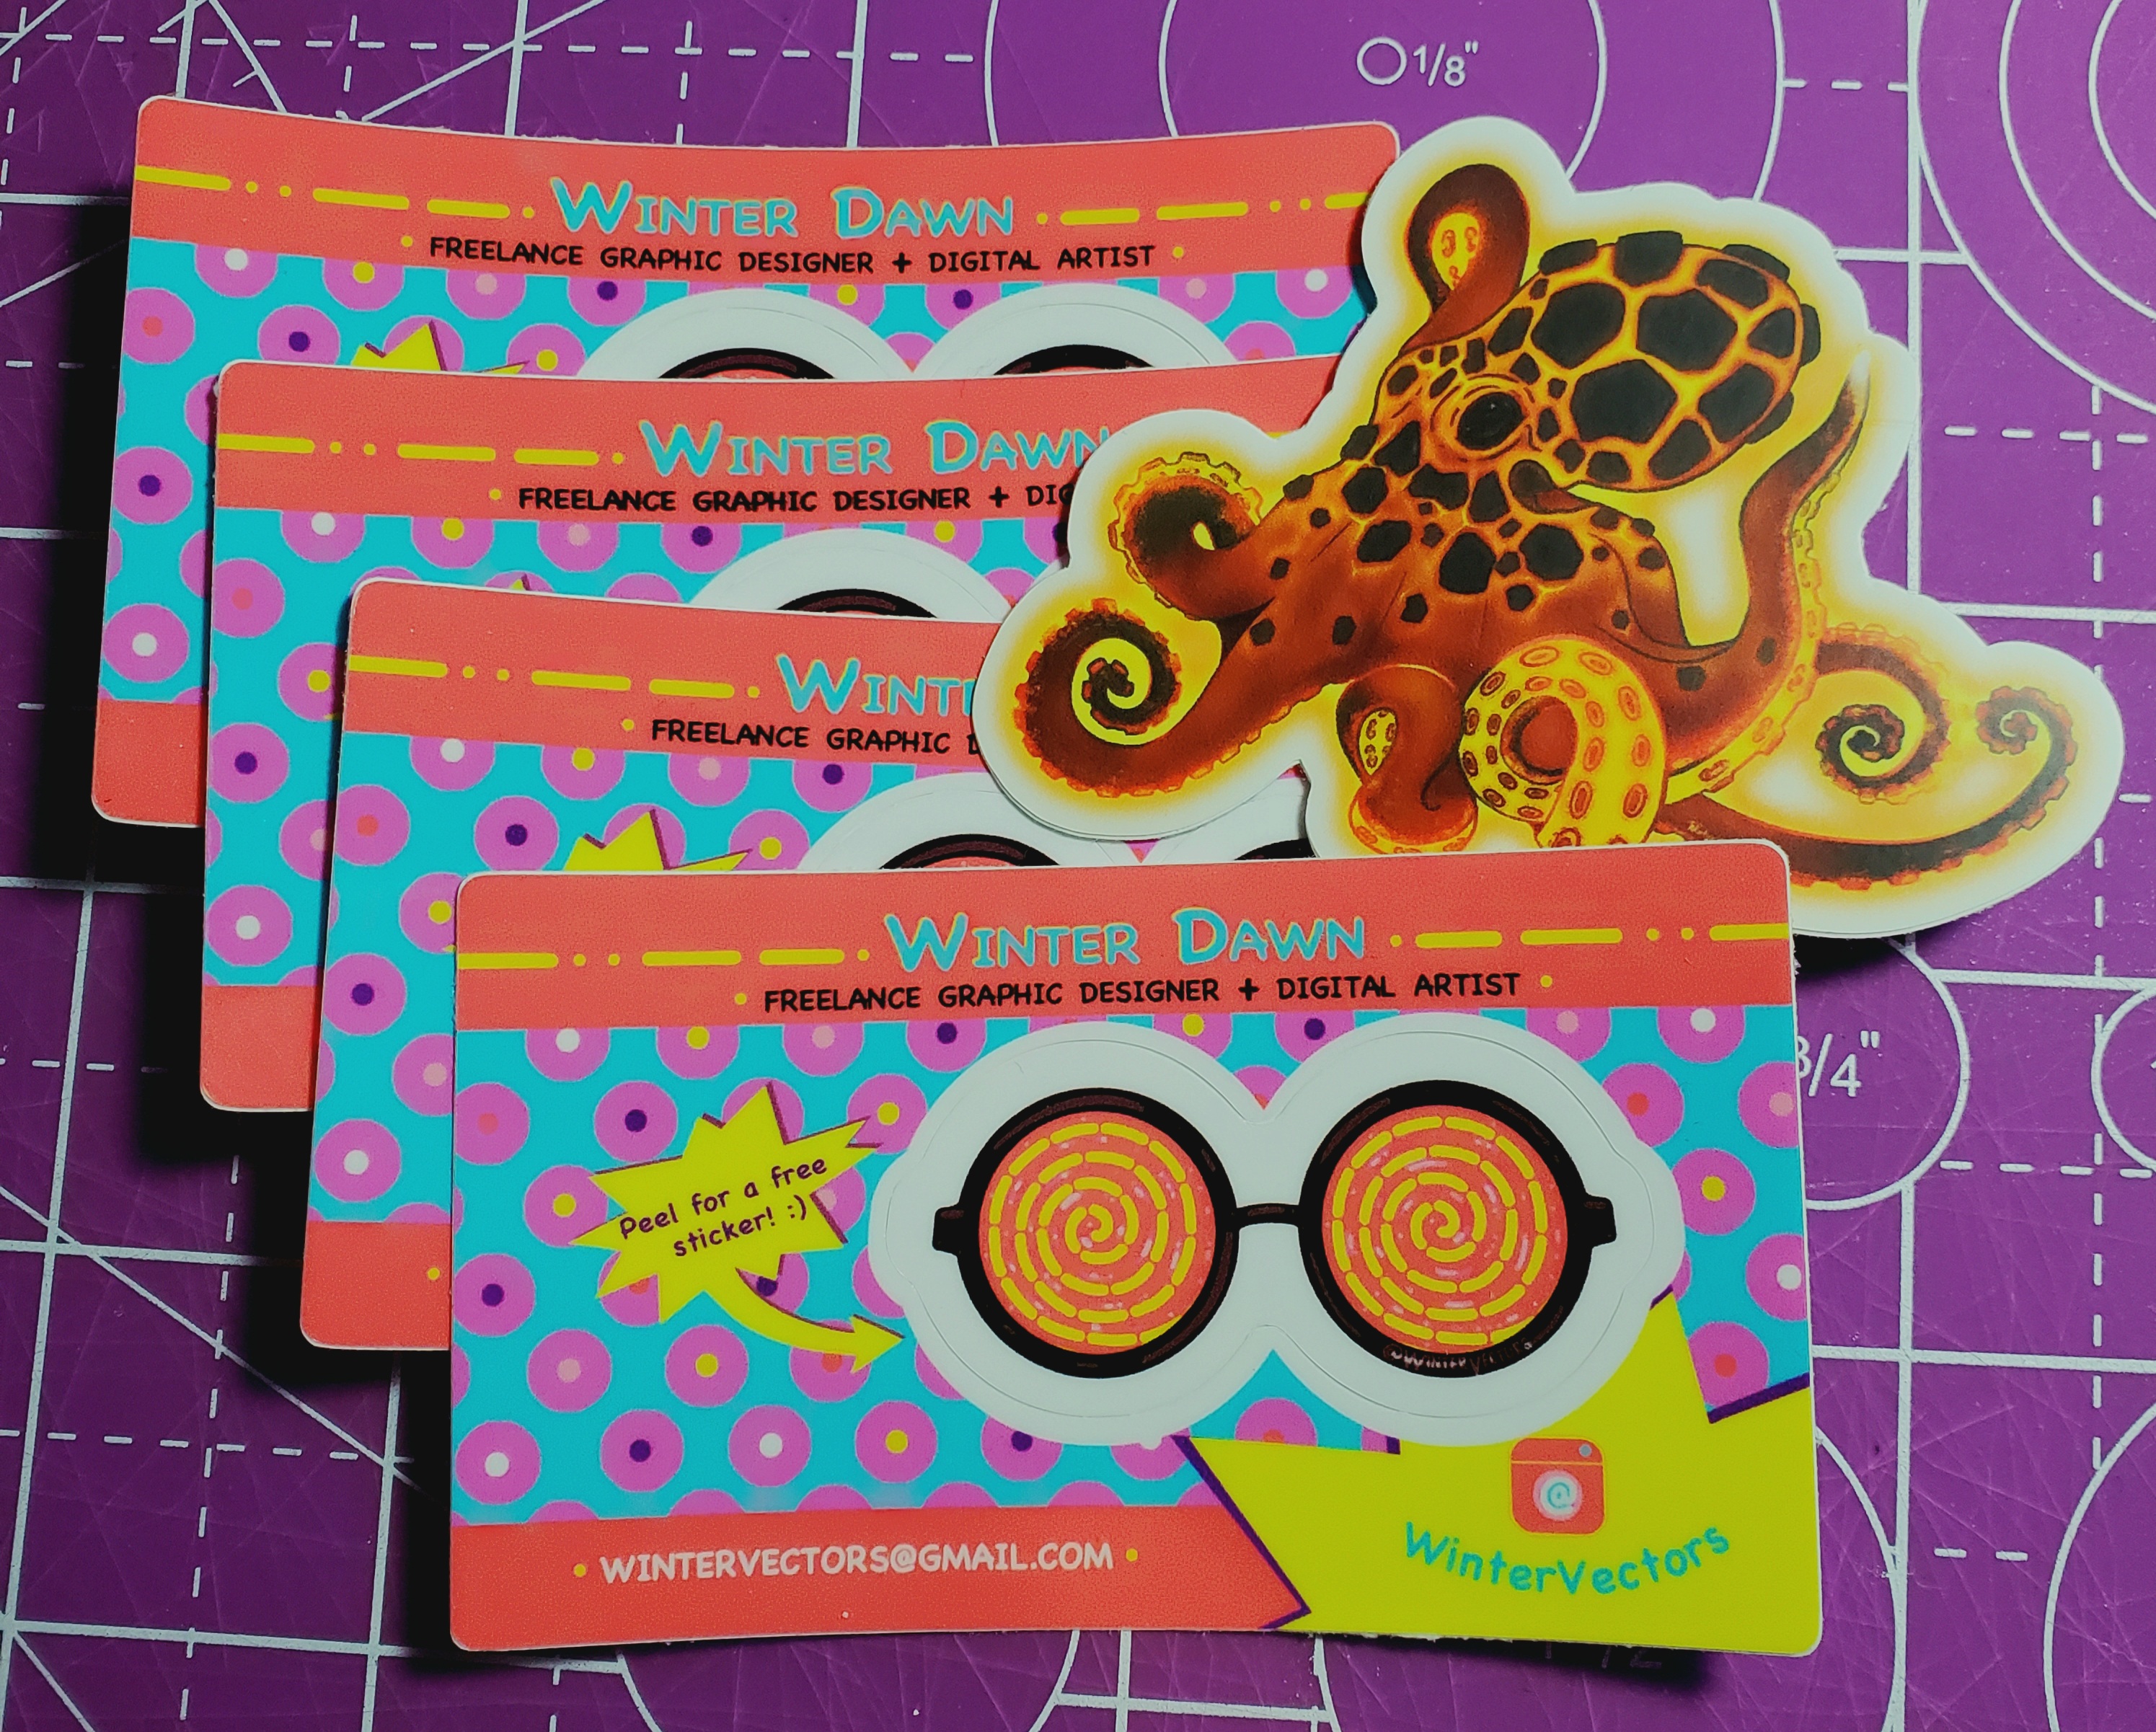 1/8"
WINTER DAWN
FREELANCE GRAPHIC DESIGNER + DIGITAL ARTIST
WINTER DAWN
FREELANCE GRAPHIC DESIGNER +
FREELANCE GRAPHIC
WINTER DAWN
FREELANCE GRAPHIC DESIGNER + DIGITAL ARTIST
3/4"
Peel for a free
sticker! :)
@WinterVectors
@
WINTERVECTORS@GMAIL.COM
WinterVectors